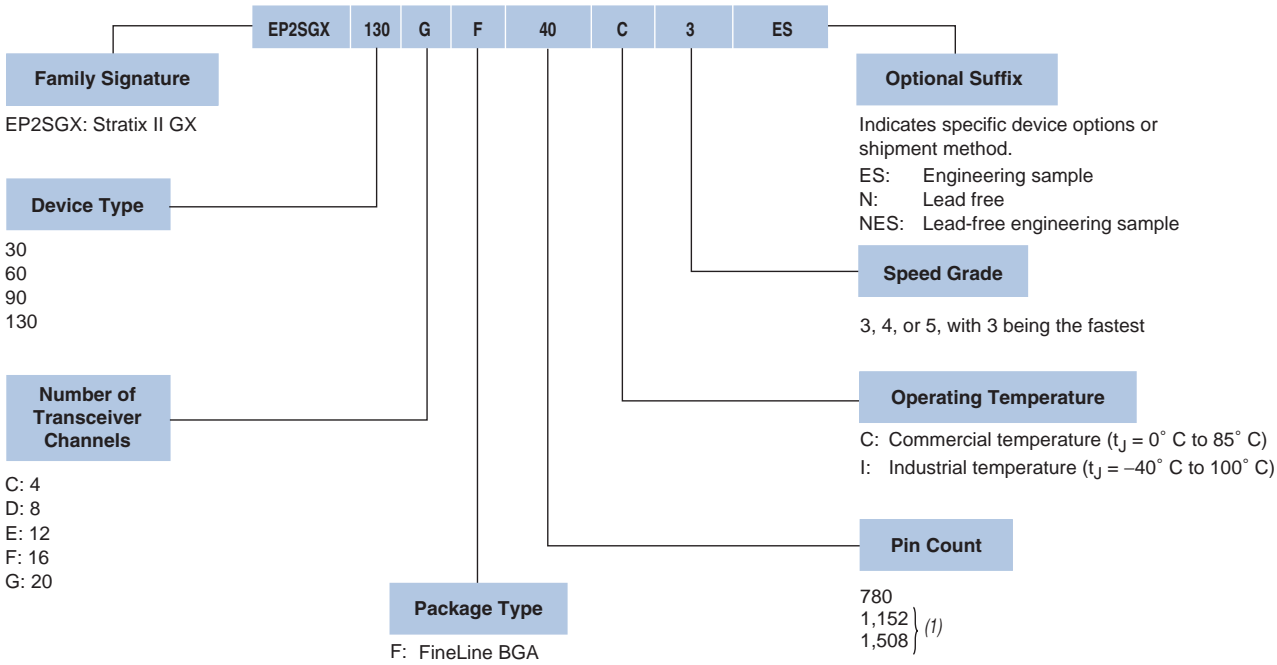 EP2SGX 130 G F 40 C 3 ES
Family Signature
EP2SGX: Stratix II GX
Device Type
30
60
90
130
Number of
Transceiver
Channels
C: 4
D: 8
E: 12
F: 16
G: 20
Package Type
F: FineLine BGA
Optional Suffix
Indicates specific device options or
shipment method.
ES: Engineering sample
N: Lead free
NES: Lead-free engineering sample
Speed Grade
3, 4, or 5, with 3 being the fastest
Operating Temperature
C: Commercial temperature (tJ = 0° C to 85° C)
I: Industrial temperature (tJ = −40° C to 100° C)
Pin Count
780
1,152
1,508
(1)